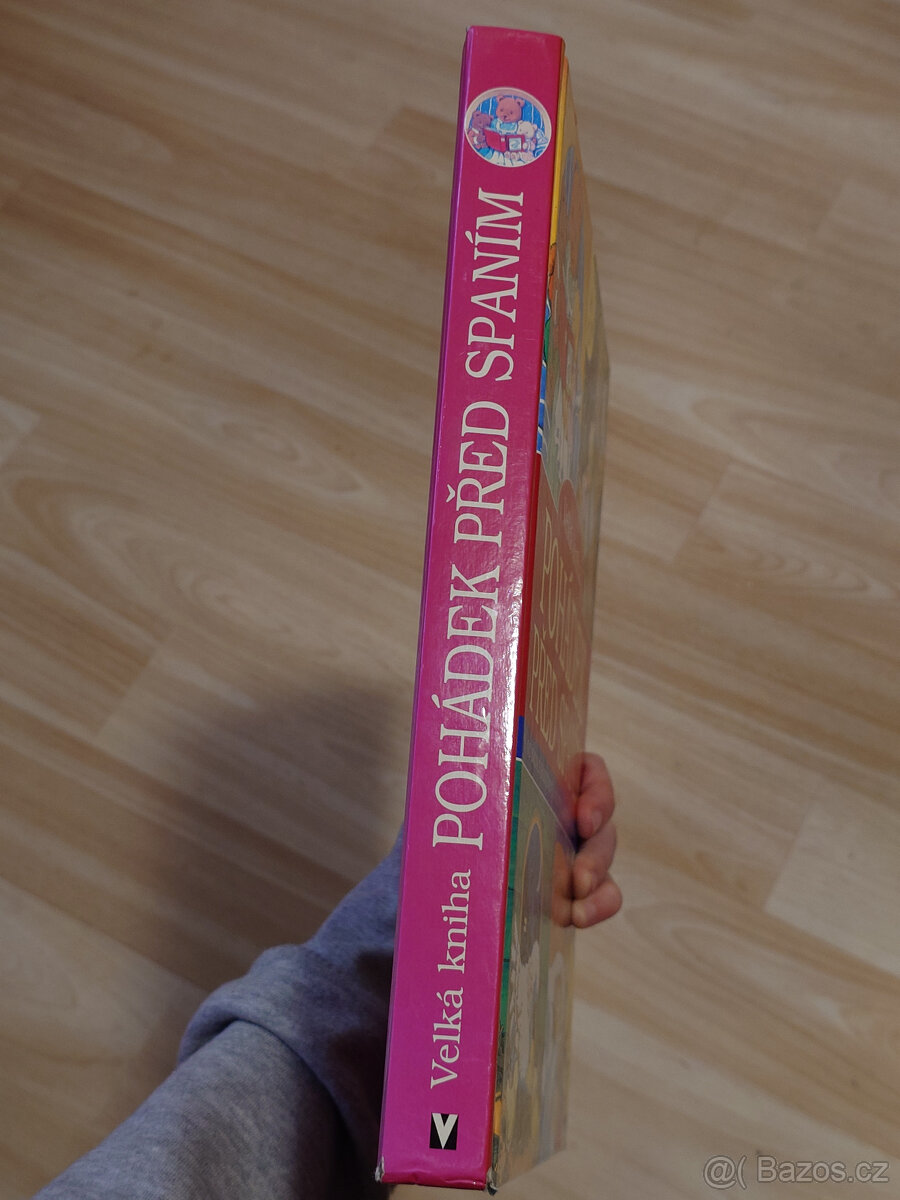 Velká kniha POHÁDEK PŘED SPANÍM
V
@( Bazos.cz